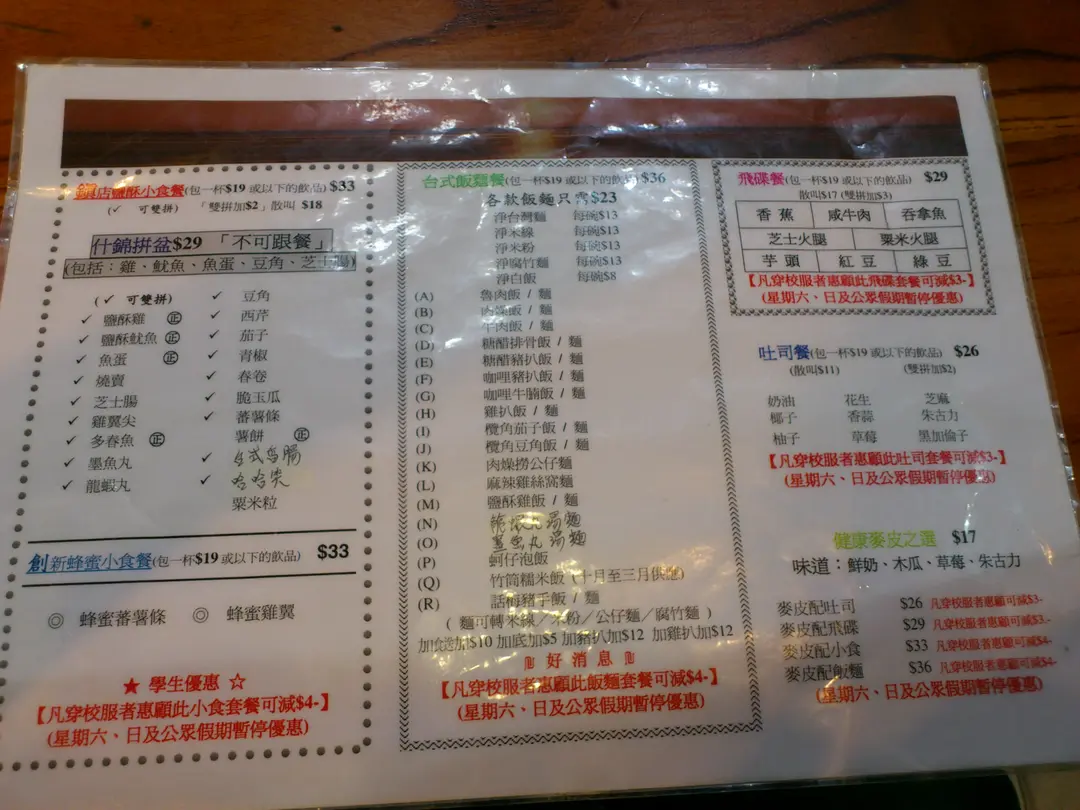 鎮店鹽酥小食餐(包一杯$19 或以下的飲品) $33
(✓ 可雙拼) 「雙拼加$2」散叫 $18
什錦拼盆$29 「不可跟餐」
(包括：雞、魷魚、魚蛋、豆角、芝士腸)
(✓ 可雙拼) ✓ 豆角
✓ 鹽酥雞 正 ✓ 西芹
✓ 鹽酥魷魚 正 ✓ 茄子
✓ 魚蛋 正 ✓ 青椒
✓ 燒賣 ✓ 春卷
✓ 芝士腸 ✓ 脆玉瓜
✓ 雞翼尖 ✓ 蕃薯條
✓ 多春魚 正 薯餅 正
✓ 墨魚丸 ✓ 台式香腸
✓ 龍蝦丸 ✓ 哈哈笑
粟米粒
創新蜂蜜小食餐(包一杯$19 或以下的飲品) $33
◎ 蜂蜜蕃薯條 ◎ 蜂蜜雞翼
★ 學生優惠 ☆
【凡穿校服者惠顧此小食套餐可減$4-】
(星期六、日及公眾假期暫停優惠)
台式飯麵餐(包一杯$19 或以下的飲品) $36
各款飯麵只需$23
淨台灣麵 每碗$13
淨米線 每碗$13
淨米粉 每碗$13
淨腐竹麵 每碗$13
淨白飯 每碗$8
(A) 魯肉飯 / 麵
(B) 肉燥飯 / 麵
(C) 牛肉飯 / 麵
(D) 糖醋排骨飯 / 麵
(E) 糖醋豬扒飯 / 麵
(F) 咖哩豬扒飯 / 麵
(G) 咖哩牛腩飯 / 麵
(H) 雞扒飯 / 麵
(I) 欖角茄子飯 / 麵
(J) 欖角豆角飯 / 麵
(K) 肉燥撈公仔麵
(L) 麻辣雞絲窩麵
(M) 鹽酥雞飯 / 麵
(N) 龍蝦丸湯麵
(O) 墨魚丸湯麵
(P) 蚵仔泡飯
(Q) 竹筒糯米飯 (十月至三月供應)
(R) 話梅豬手飯 / 麵
( 麵可轉米線／米粉／公仔麵／腐竹麵 )
加餸加$10 加底加$5 加豬扒加$12 加雞扒加$12
好 消 息
【凡穿校服者惠顧此飯麵套餐可減$4-】
(星期六、日及公眾假期暫停優惠)
飛碟餐(包一杯$19 或以下的飲品) $29
散叫$17 (雙拼加$3)
香蕉 咸牛肉 吞拿魚
芝士火腿 粟米火腿
芋頭 紅豆 綠豆
【凡穿校服者惠顧此飛碟套餐可減$3-】
(星期六、日及公眾假期暫停優惠)
吐司餐(包一杯$19 或以下的飲品) $26
(散叫$11) (雙拼加$2)
奶油 花生 芝麻
椰子 香蒜 朱古力
柚子 草莓 黑加倫子
【凡穿校服者惠顧此吐司套餐可減$3-】
(星期六、日及公眾假期暫停優惠)
健康麥皮之選 $17
味道：鮮奶、木瓜、草莓、朱古力
麥皮配吐司 $26 凡穿校服者惠顧可減$3-
麥皮配飛碟 $29 凡穿校服者惠顧可減$3-
麥皮配小食 $33 凡穿校服者惠顧可減$4-
麥皮配飯麵 $36 凡穿校服者惠顧可減$4-
(星期六、日及公眾假期暫停優惠)